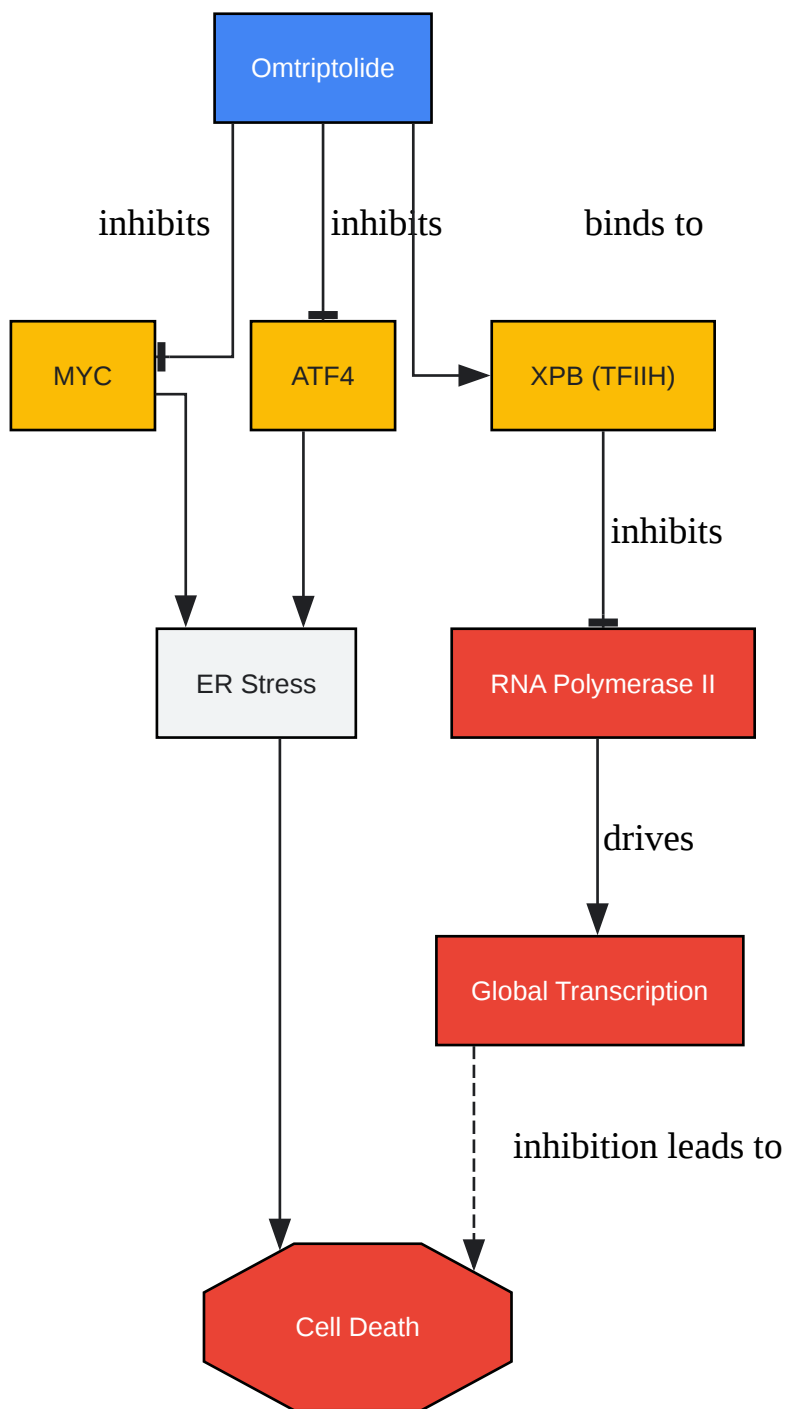 Omtriptolide
inhibits
inhibits
binds to
MYC
ATF4
XPB (TFIIH)
inhibits
ER Stress
RNA Polymerase II
drives
Global Transcription
inhibition leads to
Cell Death